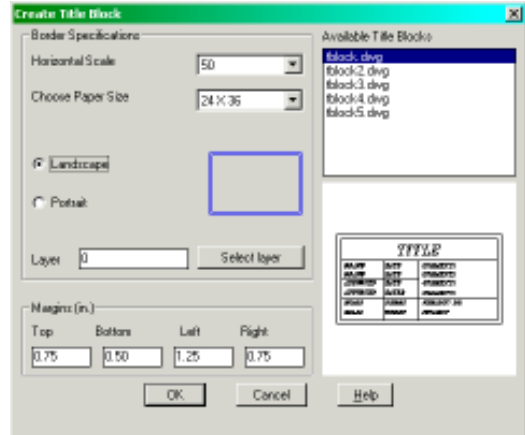 Create Title Block
Border Specifications
Horizontal Scale
50
Choose Paper Size
24 X 36
Landscape
Portrait
Layer
0
Select layer
Margins (in.)
Top Bottom Left Right
0.75 0.50 1.25 0.75
Available Title Blocks
tblock.dwg
tblock2.dwg
tblock3.dwg
tblock4.dwg
tblock5.dwg
TITLE
OK Cancel Help